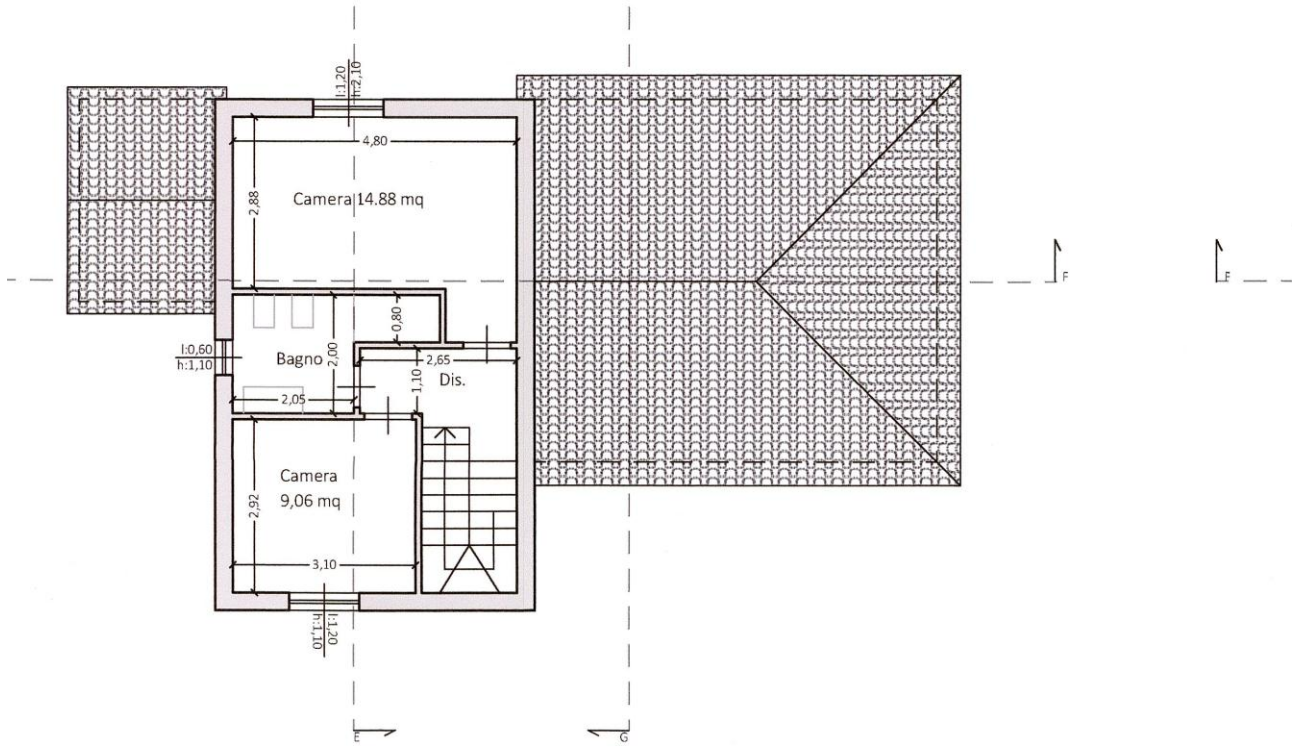 l:1,20
h:2,10
4,80
2,88
Camera 14.88 mq
F
F
0,80
l:0,60
h:1,10
Bagno
2,00
2,65
Dis.
1,10
2,05
Camera
9,06 mq
2,92
3,10
l:1,20
h:1,10
E
G